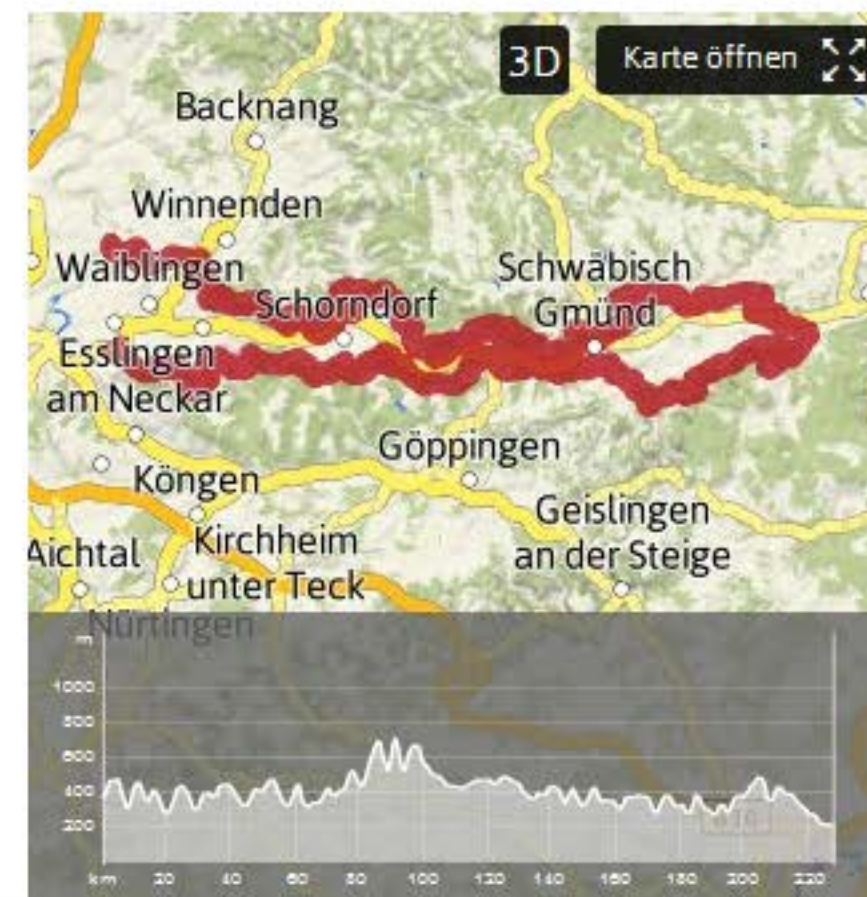 3D
Karte öffnen
Backnang
Winnenden
Waiblingen
Schwäbisch
Gmünd
Schorndorf
Esslingen
am Neckar
Göppingen
Köngen
Geislingen
an der Steige
Aichtal
Kirchheim
unter Teck
Nürtingen
m
1000
800
600
400
200
km 20 40 60 80 100 120 140 160 180 200 220